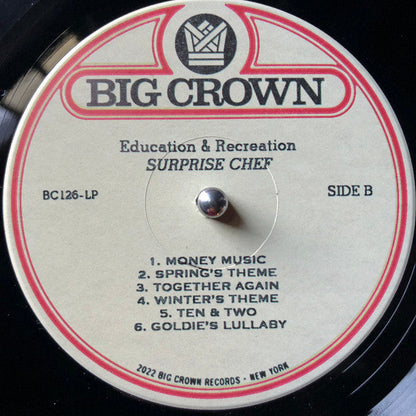 BIG CROWN
Education & Recreation
SURPRISE CHEF
BC126-LP
SIDE B
1. MONEY MUSIC
2. SPRING'S THEME
3. TOGETHER AGAIN
4. WINTER'S THEME
5. TEN & TWO
6. GOLDIE'S LULLABY
2022 BIG CROWN RECORDS - NEW YORK